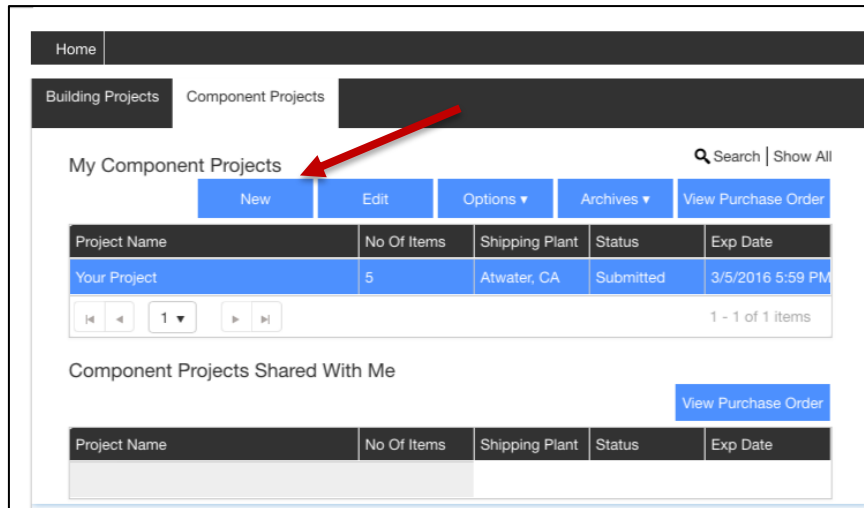 Home
Building Projects Component Projects
My Component Projects
Search | Show All
New Edit Options ▾ Archives ▾ View Purchase Order
Project Name No Of Items Shipping Plant Status Exp Date
Your Project 5 Atwater, CA Submitted 3/5/2016 5:59 PM
1 ▾ 1 - 1 of 1 items
Component Projects Shared With Me
View Purchase Order
Project Name No Of Items Shipping Plant Status Exp Date